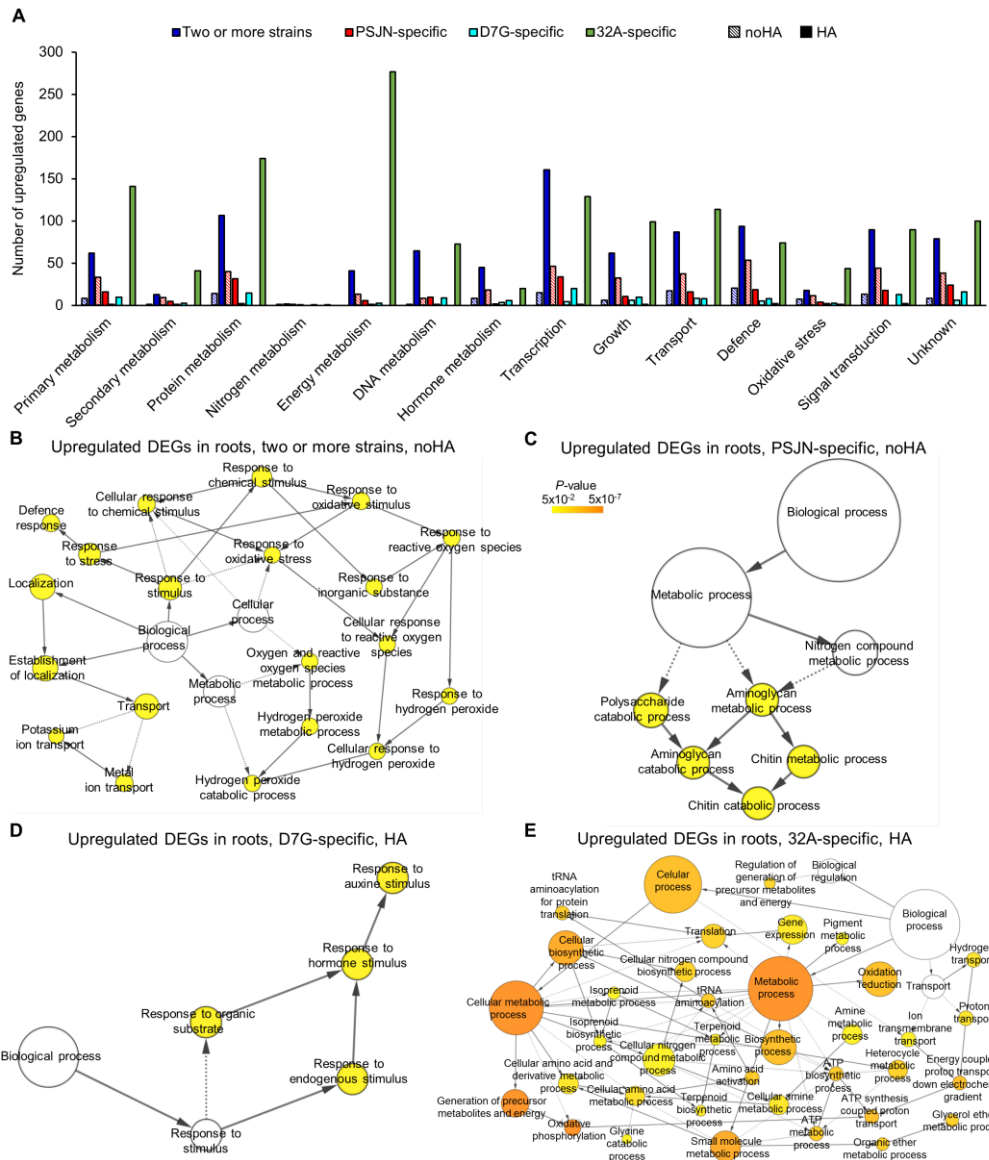 A
Two or more strains
PSJN-specific
D7G-specific
32A-specific
noHA
HA
Number of upregulated genes
300
250
200
150
100
50
0
Primary metabolism
Secondary metabolism
Protein metabolism
Nitrogen metabolism
Energy metabolism
DNA metabolism
Hormone metabolism
Transcription
Growth
Transport
Defence
Oxidative stress
Signal transduction
Unknown
B
Upregulated DEGs in roots, two or more strains, noHA
Response to
chemical stimulus
Cellular response
to chemical stimulus
Response to
oxidative stimulus
Defence
response
Response
to stress
Response to
oxidative stress
Response to
reactive oxygen species
Localization
Response to
stimulus
Response to
inorganic substance
Cellular
process
Biological
process
Cellular response
to reactive oxygen
species
Establishment
of localization
Oxygen and reactive
oxygen species
metabolic process
Metabolic
process
Response to
hydrogen peroxide
Transport
Hydrogen peroxide
metabolic process
Potassium
ion transport
Cellular response to
hydrogen peroxide
Metal
ion transport
Hydrogen peroxide
catabolic process
C
Upregulated DEGs in roots, PSJN-specific, noHA
P-value
5x10-2 5x10-7
Biological process
Metabolic process
Nitrogen compound
metabolic process
Polysaccharide
catabolic process
Aminoglycan
metabolic process
Aminoglycan
catabolic process
Chitin metabolic process
Chitin catabolic process
D
Upregulated DEGs in roots, D7G-specific, HA
Response to
auxine stimulus
Response to
hormone stimulus
Response to organic
substrate
Biological process
Response to
endogenous stimulus
Response to
stimulus
E
Upregulated DEGs in roots, 32A-specific, HA
Celular
process
Regulation of
generation of
precursor metabolites
and energy
Biological
regulation
tRNA
aminoacylation
for protein
translation
Biological
process
Gene
expression
Pigment
metabolic
process
Translation
Cellular
biosynthetic
process
Hydroge
transport
Cellular nitrogen compound
biosynthetic process
Metabolic
process
Oxidation
reduction
Transport
Cellular metabolic
process
Isoprenoid
metabolic
process
tRNA
aminoacylation
Proton
transport
Isoprenoid
biosynthetic
process
Terpenoid
metabolic
process
Biosynthetic
process
Amine
metabolic
process
Ion
transmembrane
transport
Cellular nitrogen
compound metabolic
process
Heterocycle
metabolic
process
Energy couple
proton transpo
down electroche
gradient
Cellular amino acid and
derivative metabolic
process
Amino acid
activation
ATP
biosynthetic
process
Generation of precursor
metabolites and energy
Cellular amino acid
metabolic process
Terpenoid
biosynthetic
process
Cellular amine
metabolic process
ATP synthesis
coupled proton
transport
Oxidative
phosphorylation
ATP
metabolic
process
Glycerol ethe
metabolic proc
Glycine
catabolic
process
Small molecule
metabolic process
Organic ether
metabolic process